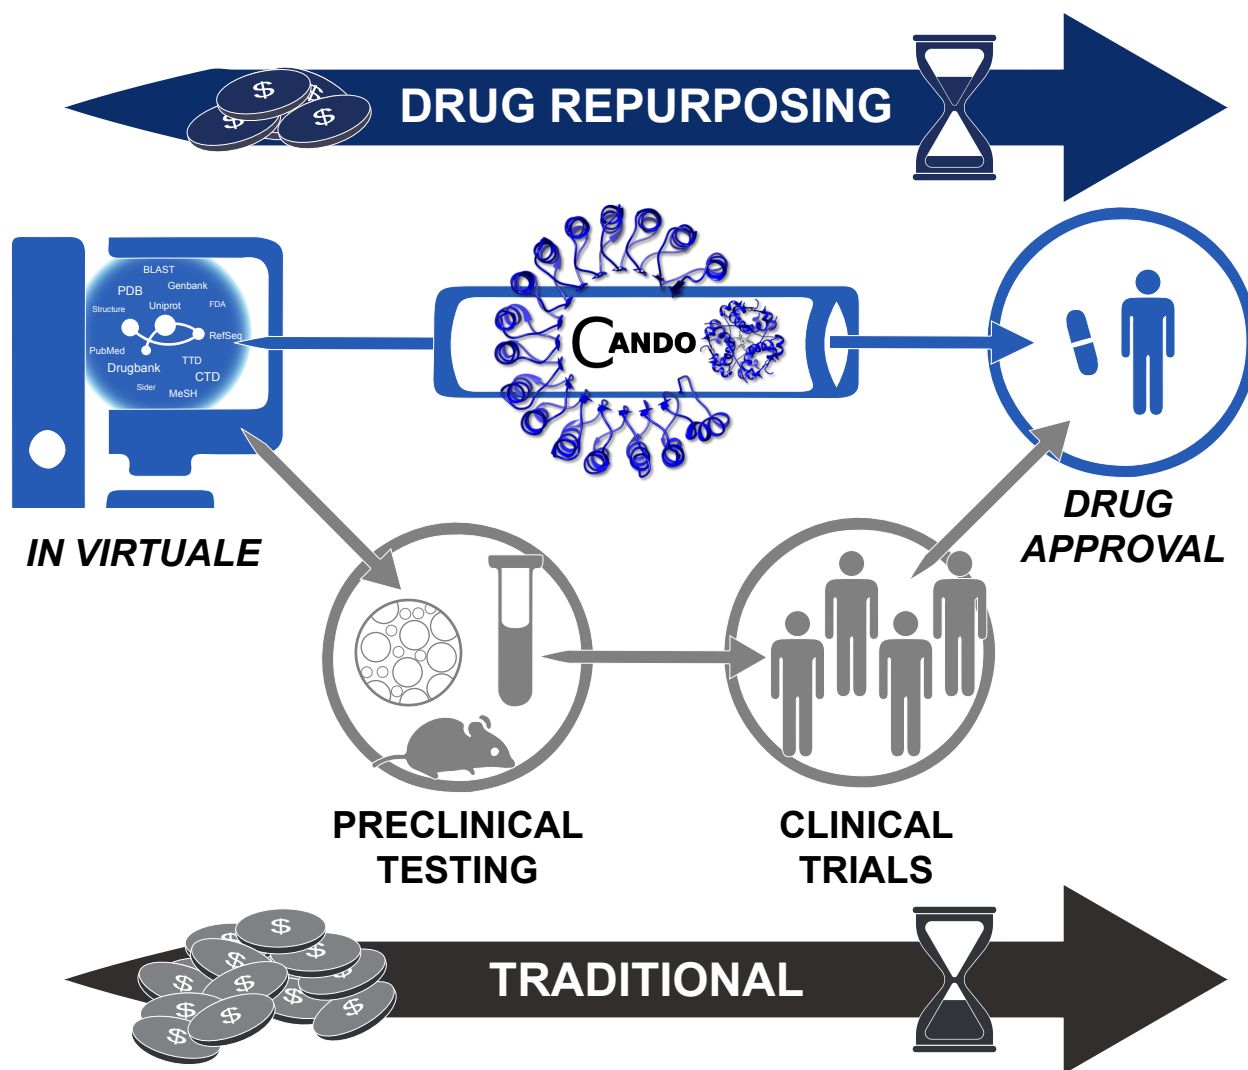 $ $ $ $
DRUG REPURPOSING
BLAST
Genbank
PDB
Structure
Uniprot
FDA
RefSeq
PubMed
TTD
Drugbank
CTD
Sider
MeSH
CANDO
IN VIRTUALE
DRUG
APPROVAL
PRECLINICAL
TESTING
CLINICAL
TRIALS
$ $ $ $ $ $ $ $ $ $ $ $
TRADITIONAL